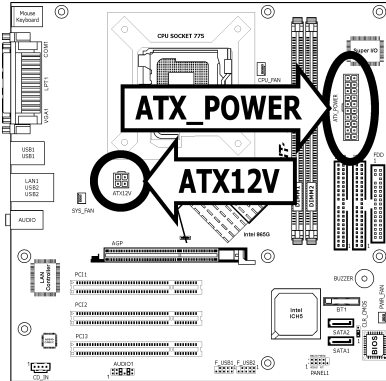 Mouse
Keyboard
CPU SOCKET 775
COM1
LPT1
VGA1
CPU_FAN
Super I/O
ATX_POWER
ATX_POWER
USB1
USB1
FDD
LAN1
USB2
USB2
ATX12V
ATX12V
SYS_FAN
AUDIO
DIMM2
Intel 865G
AGP
LAN
Controller
PCI1
BUZZER
PCI2
Intel
ICH5
BT1
CLR_CMOS
PWR_FAN
PCI3
SATA2
SATA1
BIOS
CD_IN
AUDIO1
1
F_USB1
F_USB2
PANEL1
1